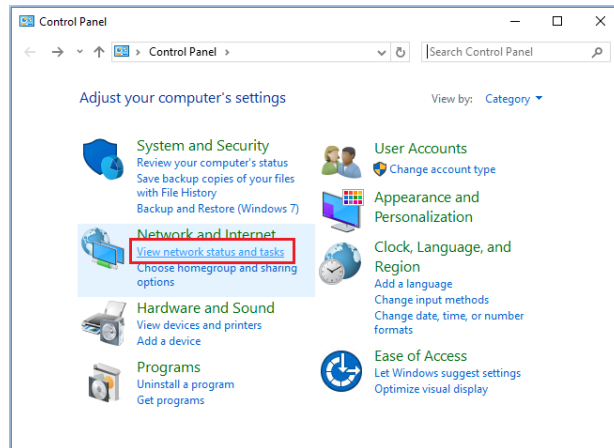 Control Panel
Control Panel
Search Control Panel
Adjust your computer's settings
View by: Category
System and Security
Review your computer's status
Save backup copies of your files
with File History
Backup and Restore (Windows 7)
Network and Internet
View network status and tasks
Choose homegroup and sharing
options
Hardware and Sound
View devices and printers
Add a device
Programs
Uninstall a program
Get programs
User Accounts
Change account type
Appearance and
Personalization
Clock, Language, and
Region
Add a language
Change input methods
Change date, time, or number
formats
Ease of Access
Let Windows suggest settings
Optimize visual display